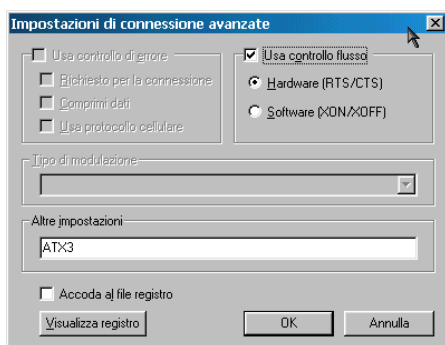 Impostazioni di connessione avanzate
Usa controllo di errore
Richiesto per la connessione
Comprimi dati
Usa protocollo cellulare
Usa controllo flusso
Hardware (RTS/CTS)
Software (XON/XOFF)
Tipo di modulazione
Altre impostazioni
ATX3
Accoda al file registro
Visualizza registro
OK
Annulla